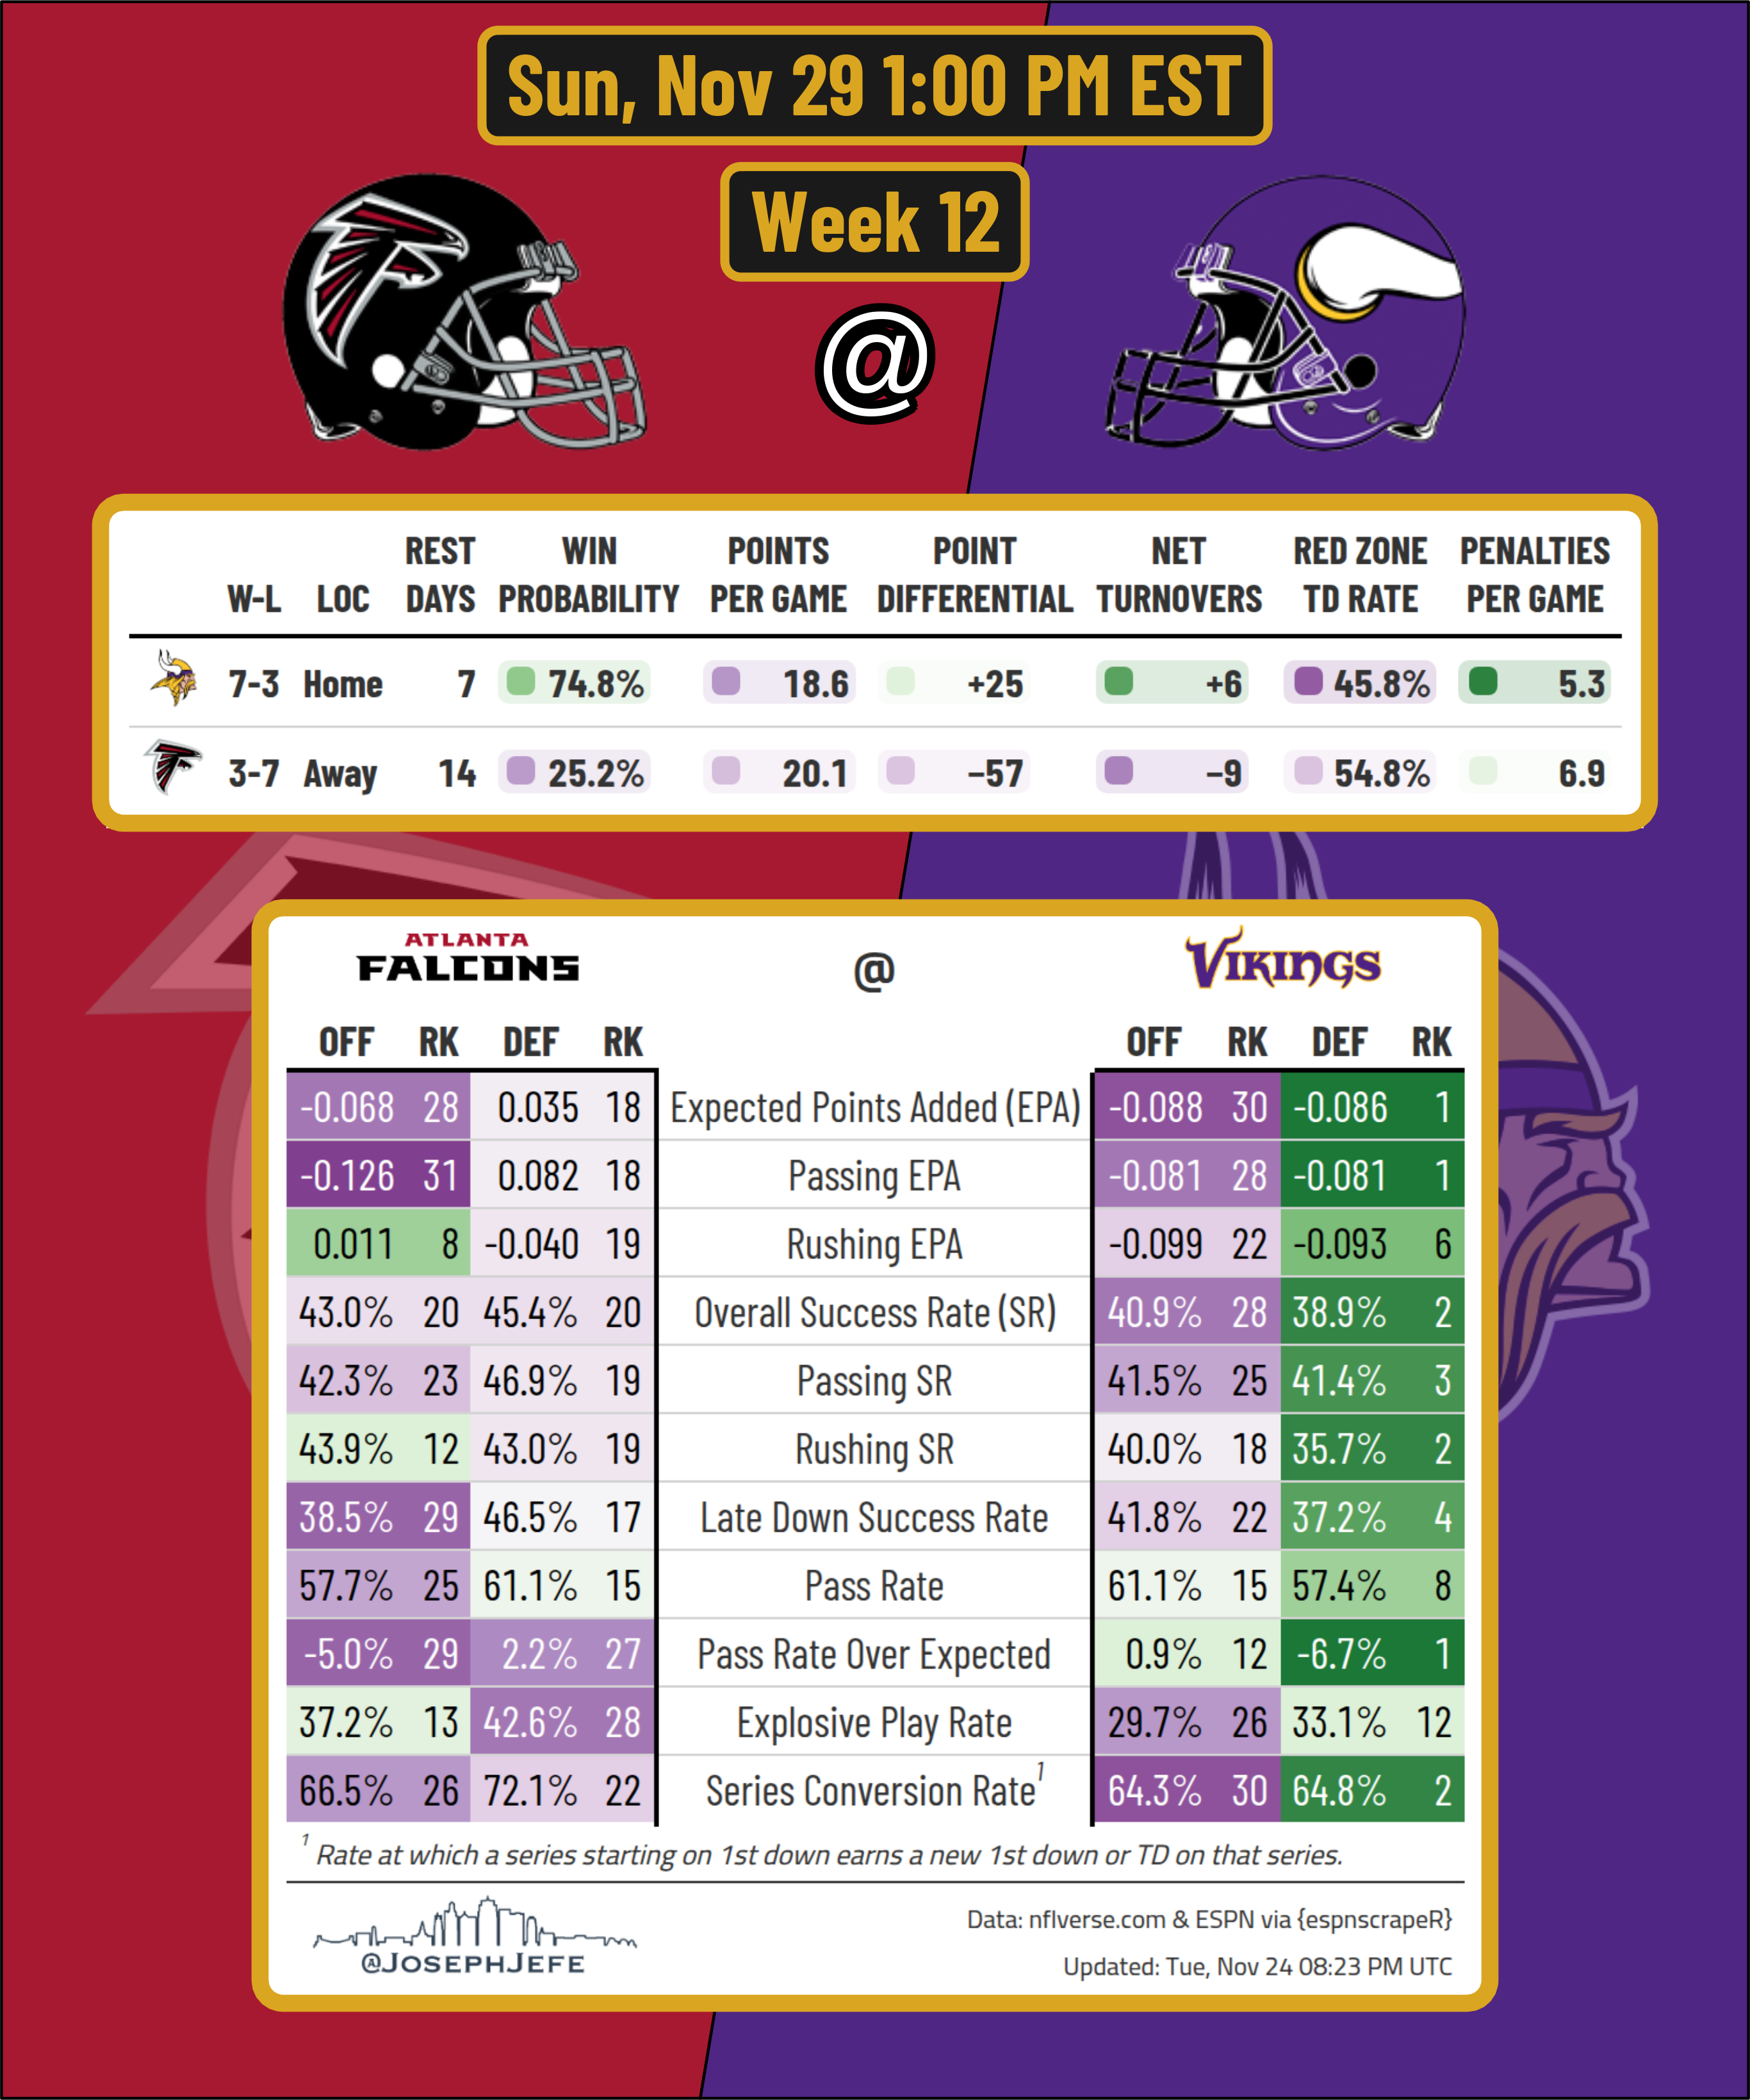 Sun, Nov 29 1:00 PM EST
Week 12
@
REST WIN POINTS POINT NET RED ZONE PENALTIES
W-L LOC DAYS PROBABILITY PER GAME DIFFERENTIAL TURNOVERS TD RATE PER GAME
7-3 Home 7 74.8% 18.6 +25 +6 45.8% 5.3
3-7 Away 14 25.2% 20.1 −57 −9 54.8% 6.9
ATLANTA
FALCONS @ VIKINGS
OFF RK DEF RK OFF RK DEF RK
-0.068 28 0.035 18 Expected Points Added (EPA) -0.088 30 -0.086 1
-0.126 31 0.082 18 Passing EPA -0.081 28 -0.081 1
0.011 8 -0.040 19 Rushing EPA -0.099 22 -0.093 6
43.0% 20 45.4% 20 Overall Success Rate (SR) 40.9% 28 38.9% 2
42.3% 23 46.9% 19 Passing SR 41.5% 25 41.4% 3
43.9% 12 43.0% 19 Rushing SR 40.0% 18 35.7% 2
38.5% 29 46.5% 17 Late Down Success Rate 41.8% 22 37.2% 4
57.7% 25 61.1% 15 Pass Rate 61.1% 15 57.4% 8
-5.0% 29 2.2% 27 Pass Rate Over Expected 0.9% 12 -6.7% 1
37.2% 13 42.6% 28 Explosive Play Rate 29.7% 26 33.1% 12
66.5% 26 72.1% 22 Series Conversion Rate¹ 64.3% 30 64.8% 2
¹ Rate at which a series starting on 1st down earns a new 1st down or TD on that series.
@JOSEPHJEFE
Data: nflverse.com & ESPN via {espnscrapeR}
Updated: Tue, Nov 24 08:23 PM UTC